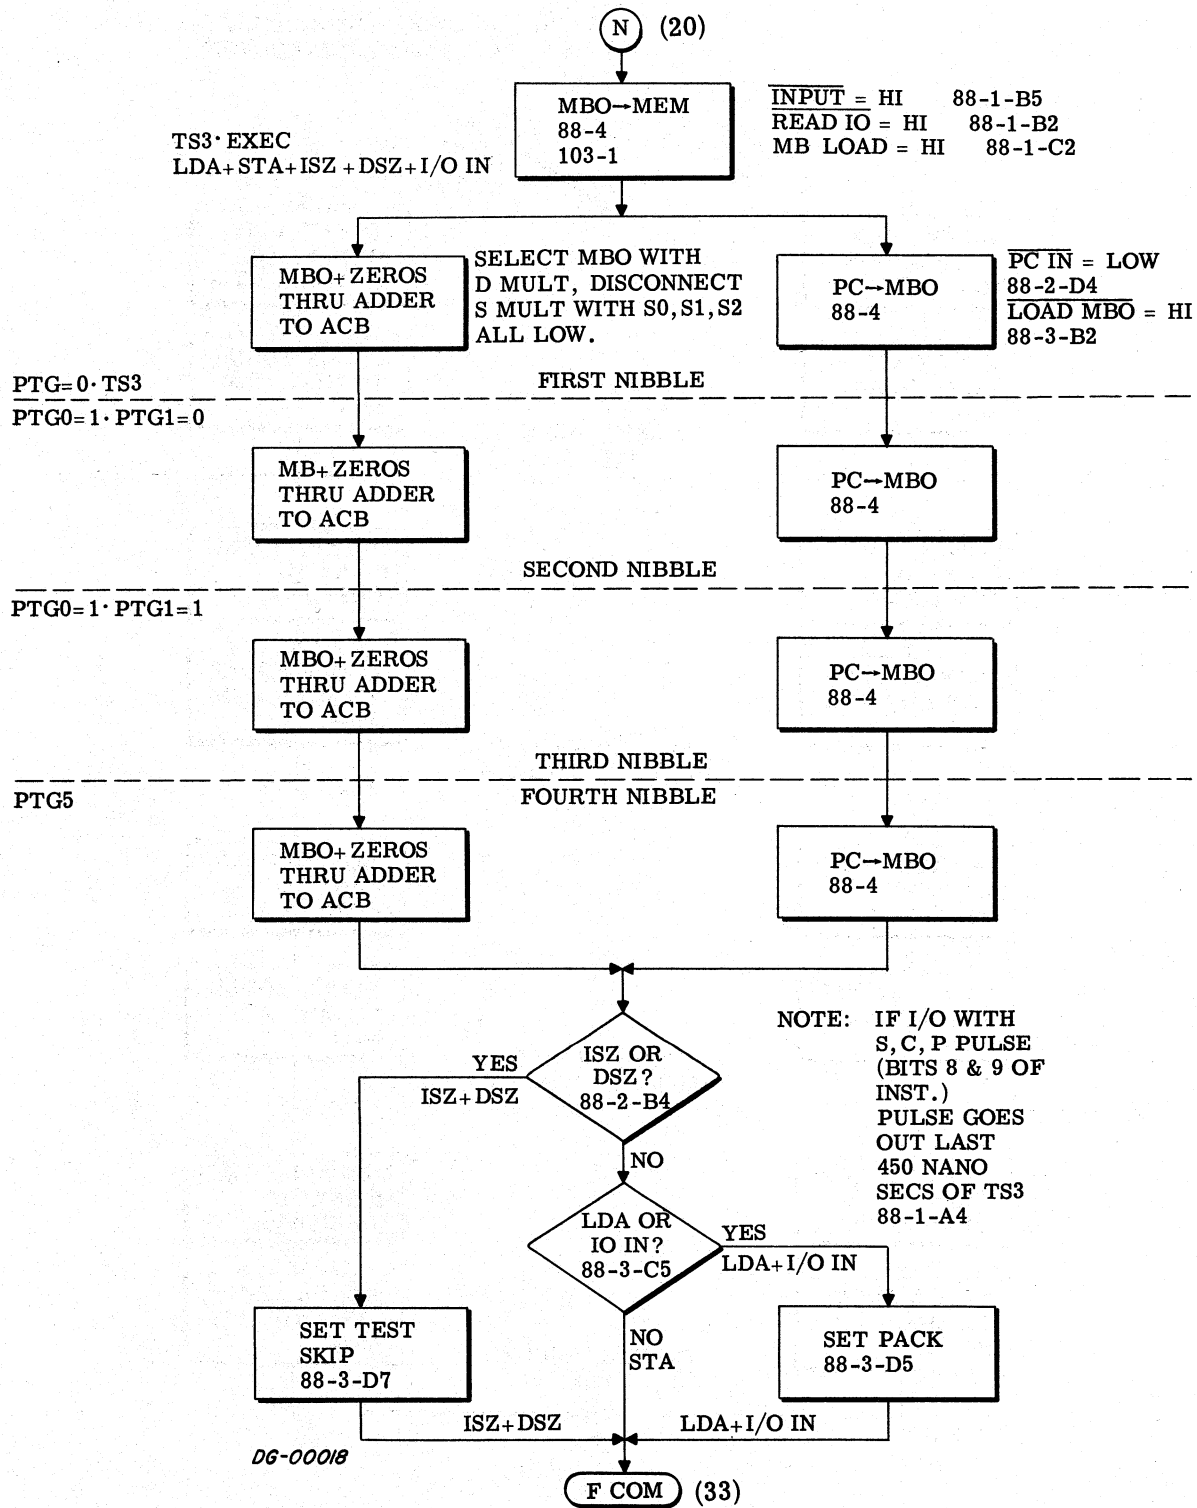 N (20)
MBO→MEM
88-4
103-1
INPUT = HI 88-1-B5
READ IO = HI 88-1-B2
MB LOAD = HI 88-1-C2
TS3·EXEC
LDA+STA+ISZ+DSZ+I/O IN
MBO+ZEROS
THRU ADDER
TO ACB
SELECT MBO WITH
D MULT, DISCONNECT
S MULT WITH S0,S1,S2
ALL LOW.
PC→MBO
88-4
PC IN = LOW
88-2-D4
LOAD MBO = HI
88-3-B2
PTG=0·TS3
FIRST NIBBLE
PTG0=1·PTG1=0
MB+ZEROS
THRU ADDER
TO ACB
PC→MBO
88-4
SECOND NIBBLE
PTG0=1·PTG1=1
MBO+ZEROS
THRU ADDER
TO ACB
PC→MBO
88-4
THIRD NIBBLE
PTG5
FOURTH NIBBLE
MBO+ZEROS
THRU ADDER
TO ACB
PC→MBO
88-4
NOTE: IF I/O WITH
S,C,P PULSE
(BITS 8 & 9 OF
INST.)
PULSE GOES
OUT LAST
450 NANO
SECS OF TS3
88-1-A4
ISZ OR
DSZ?
88-2-B4
YES
ISZ+DSZ
NO
LDA OR
IO IN?
88-3-C5
YES
LDA+I/O IN
SET TEST
SKIP
88-3-D7
NO
STA
SET PACK
88-3-D5
ISZ+DSZ
LDA+I/O IN
DG-00018
F COM (33)